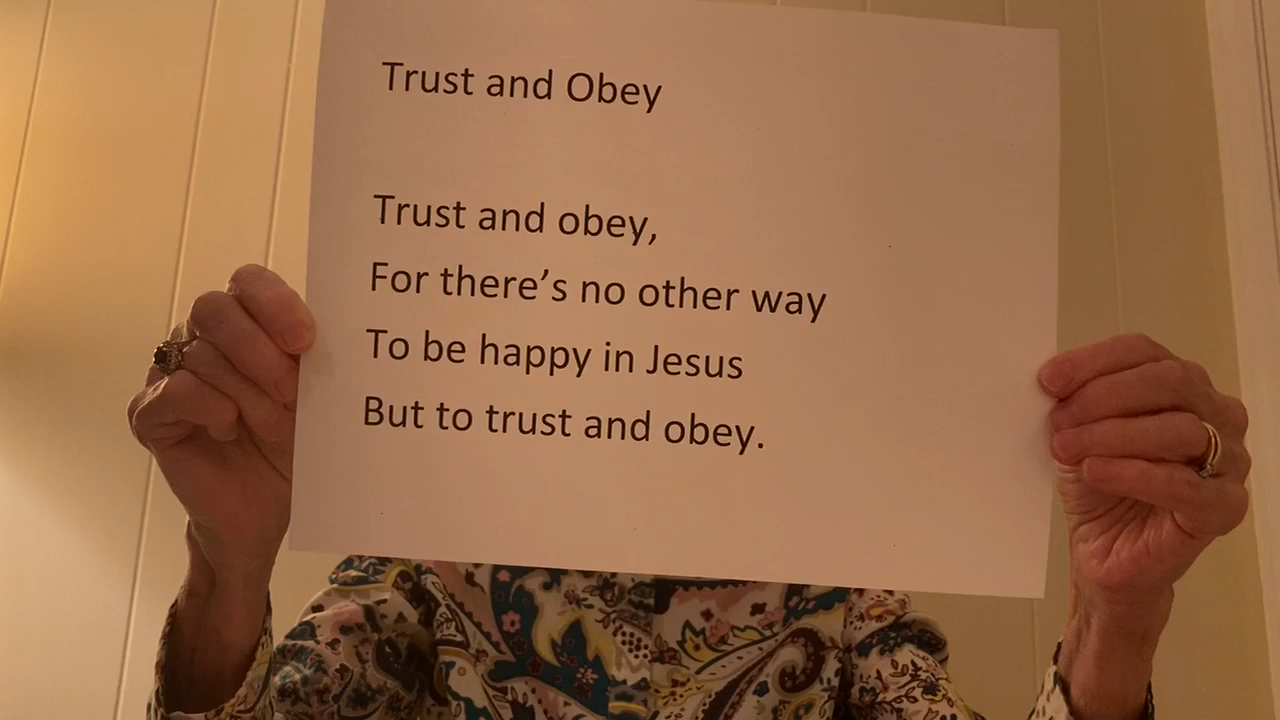 Trust and Obey
Trust and obey,
For there’s no other way
To be happy in Jesus
But to trust and obey.